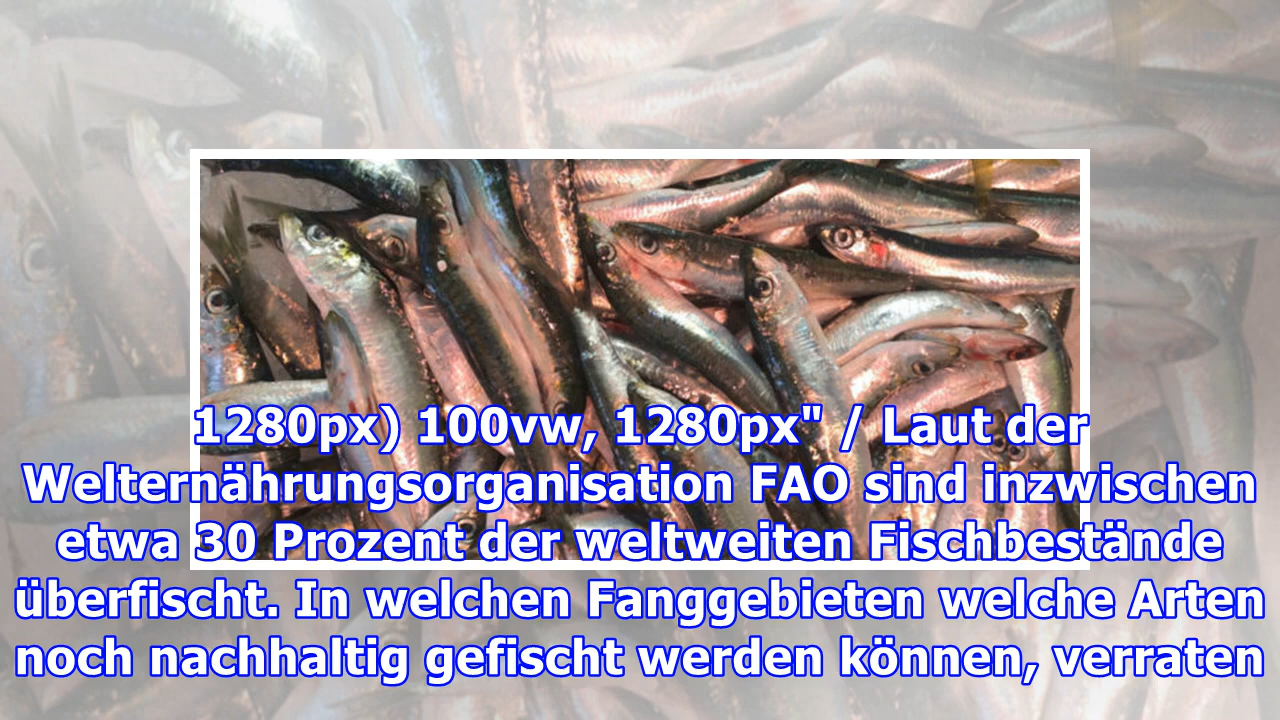 1280px) 100vw, 1280px" / Laut der
Welternährungsorganisation FAO sind inzwischen
etwa 30 Prozent der weltweiten Fischbestände
überfischt. In welchen Fanggebieten welche Arten
noch nachhaltig gefischt werden können, verraten